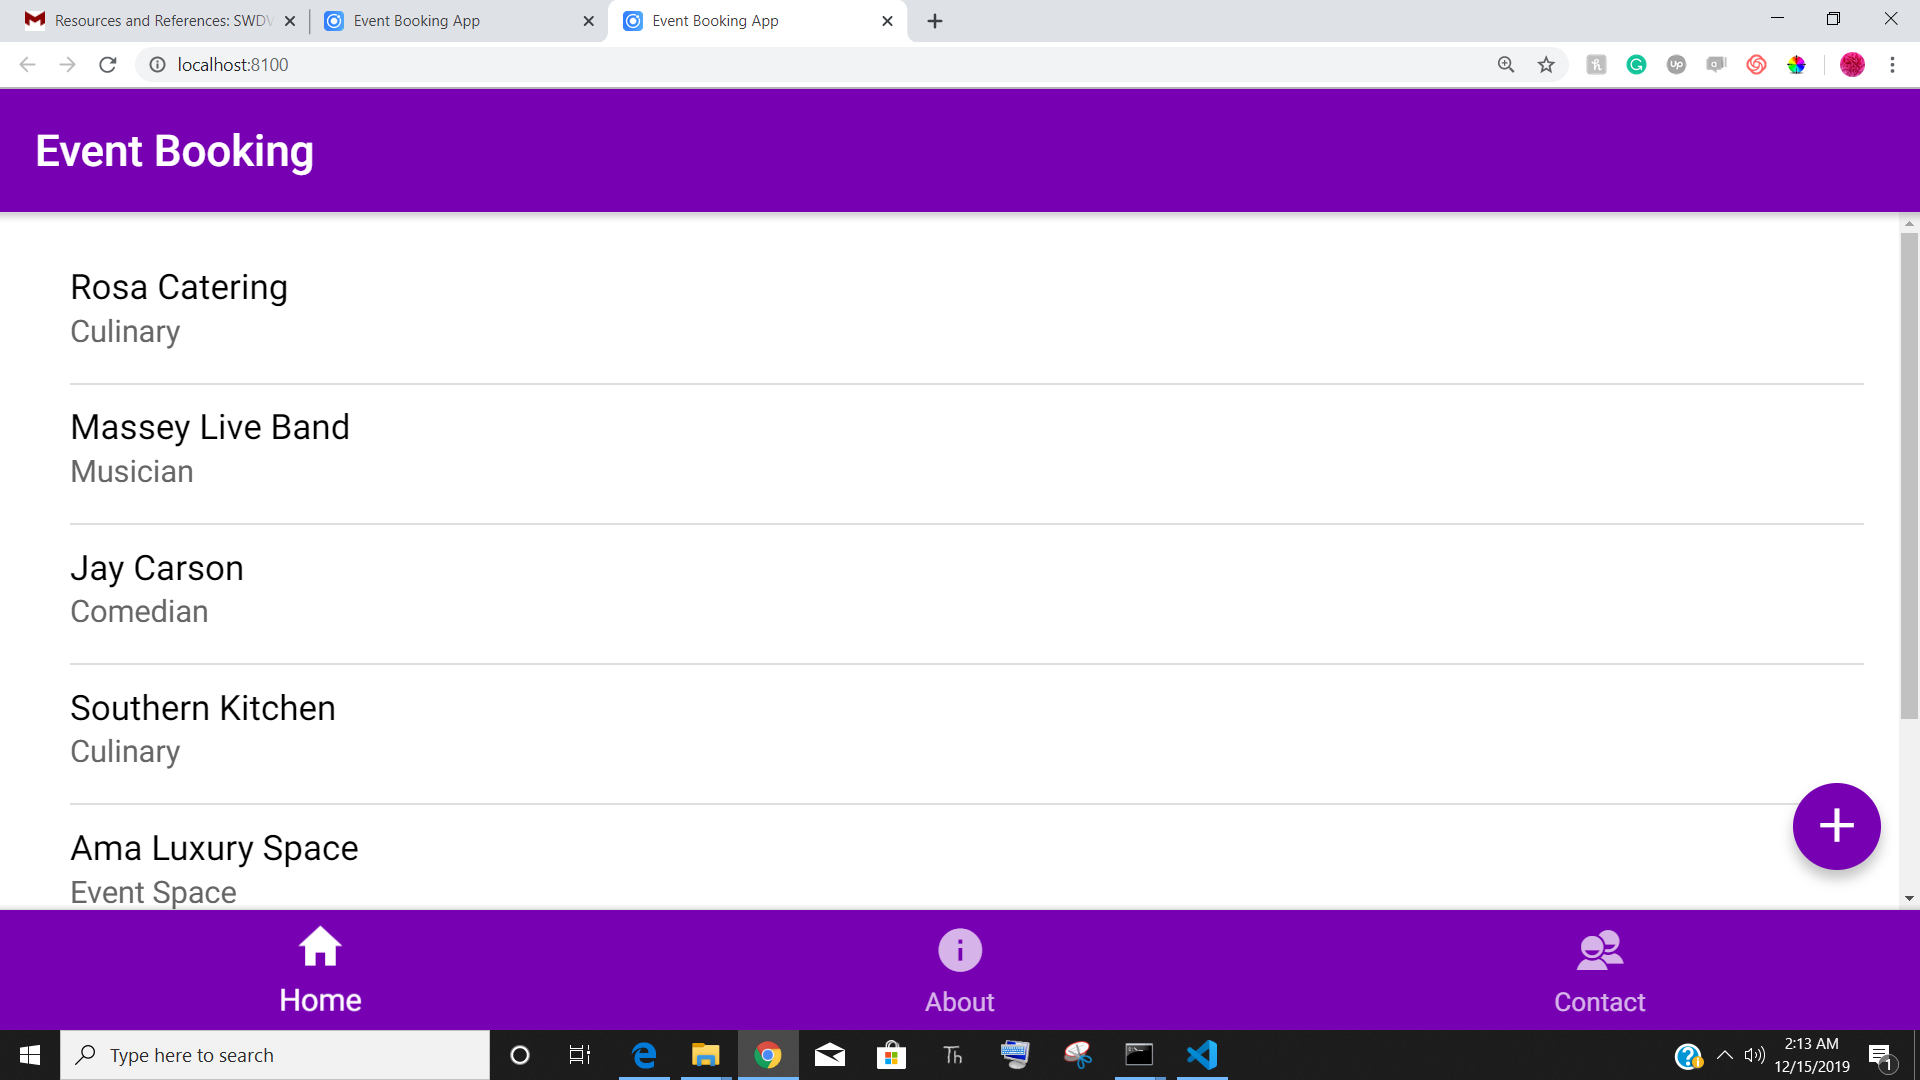 Resources and References: SWDV
Event Booking App
Event Booking App
localhost:8100
Event Booking
Rosa Catering
Culinary
Massey Live Band
Musician
Jay Carson
Comedian
Southern Kitchen
Culinary
Ama Luxury Space
Event Space
Home
About
Contact
Type here to search
Th
2:13 AM
12/15/2019
1